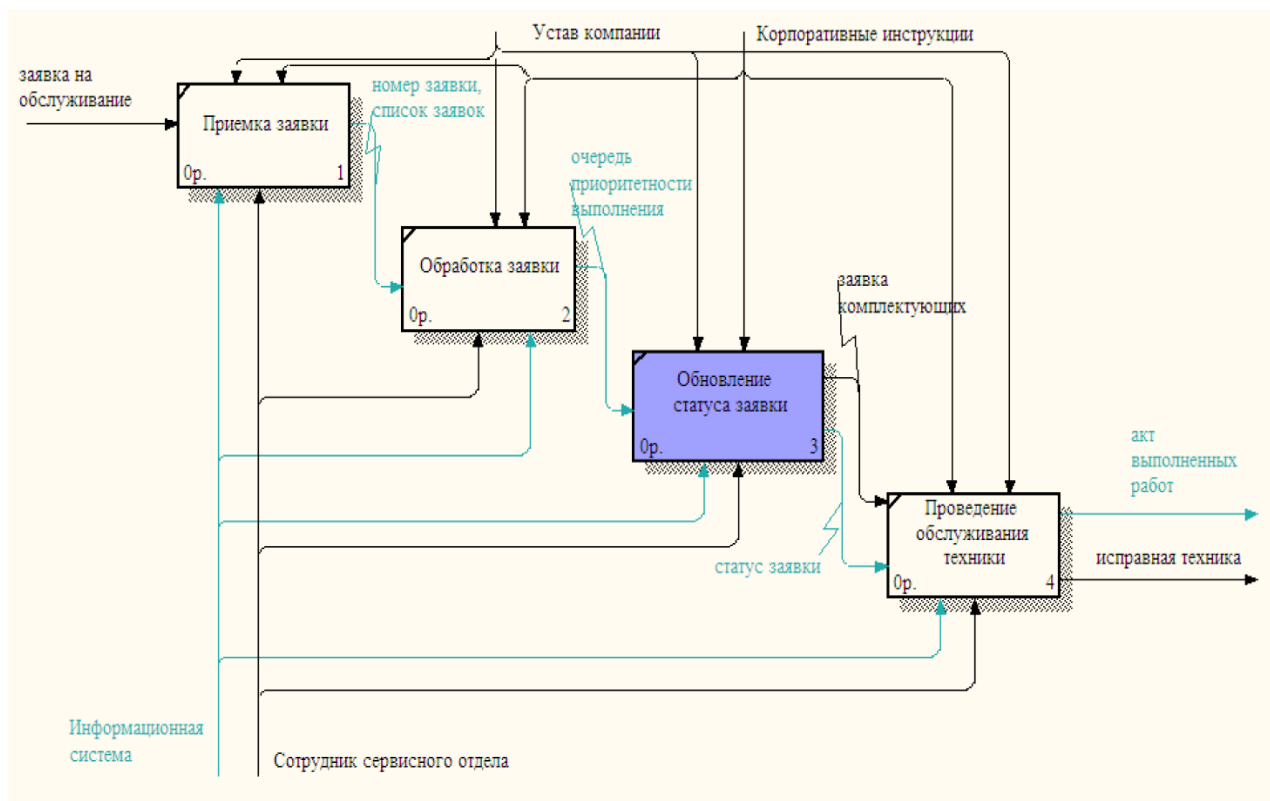 Устав компании
Корпоративные инструкции
заявка на
обслуживание
номер заявки,
список заявок
Приемка заявки
0р.
1
очередь
приоритетности
выполнения
Обработка заявки
0р.
2
заявка
комплектующих
Обновление
статуса заявки
0р.
3
акт
выполненных
работ
Проведение
обслуживания
техники
0р.
4
исправная техника
статус заявки
Информационная
система
Сотрудник сервисного отдела